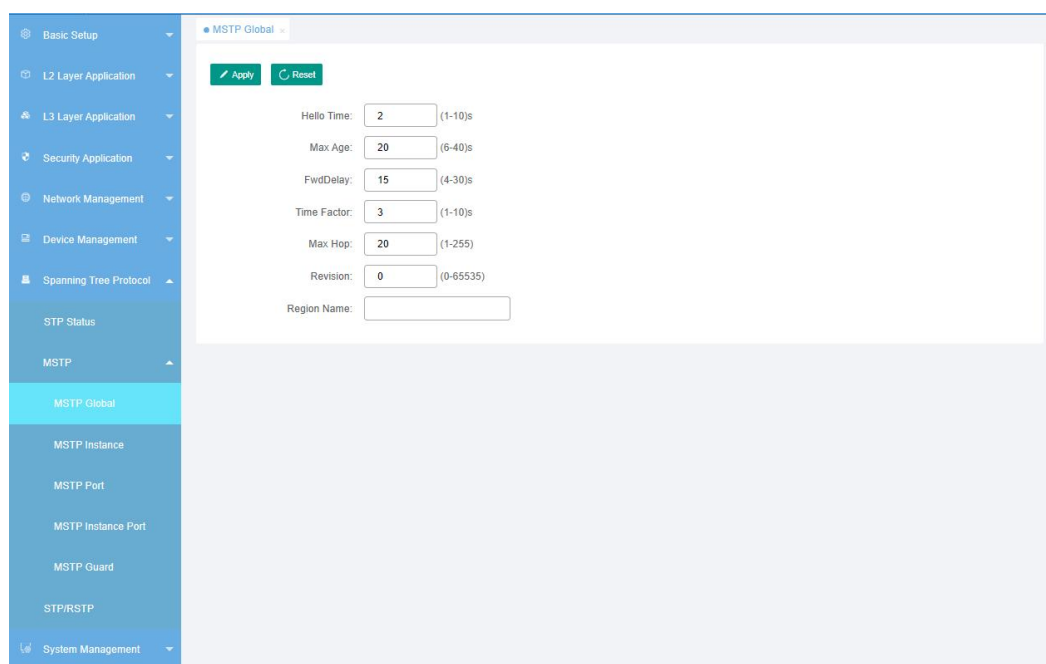 Basic Setup
L2 Layer Application
L3 Layer Application
Security Application
Network Management
Device Management
Spanning Tree Protocol
STP Status
MSTP
MSTP Global
MSTP Instance
MSTP Port
MSTP Instance Port
MSTP Guard
STP/RSTP
System Management
MSTP Global ×
Apply Reset
Hello Time: 2 (1-10)s
Max Age: 20 (6-40)s
FwdDelay: 15 (4-30)s
Time Factor: 3 (1-10)s
Max Hop: 20 (1-255)
Revision: 0 (0-65535)
Region Name: